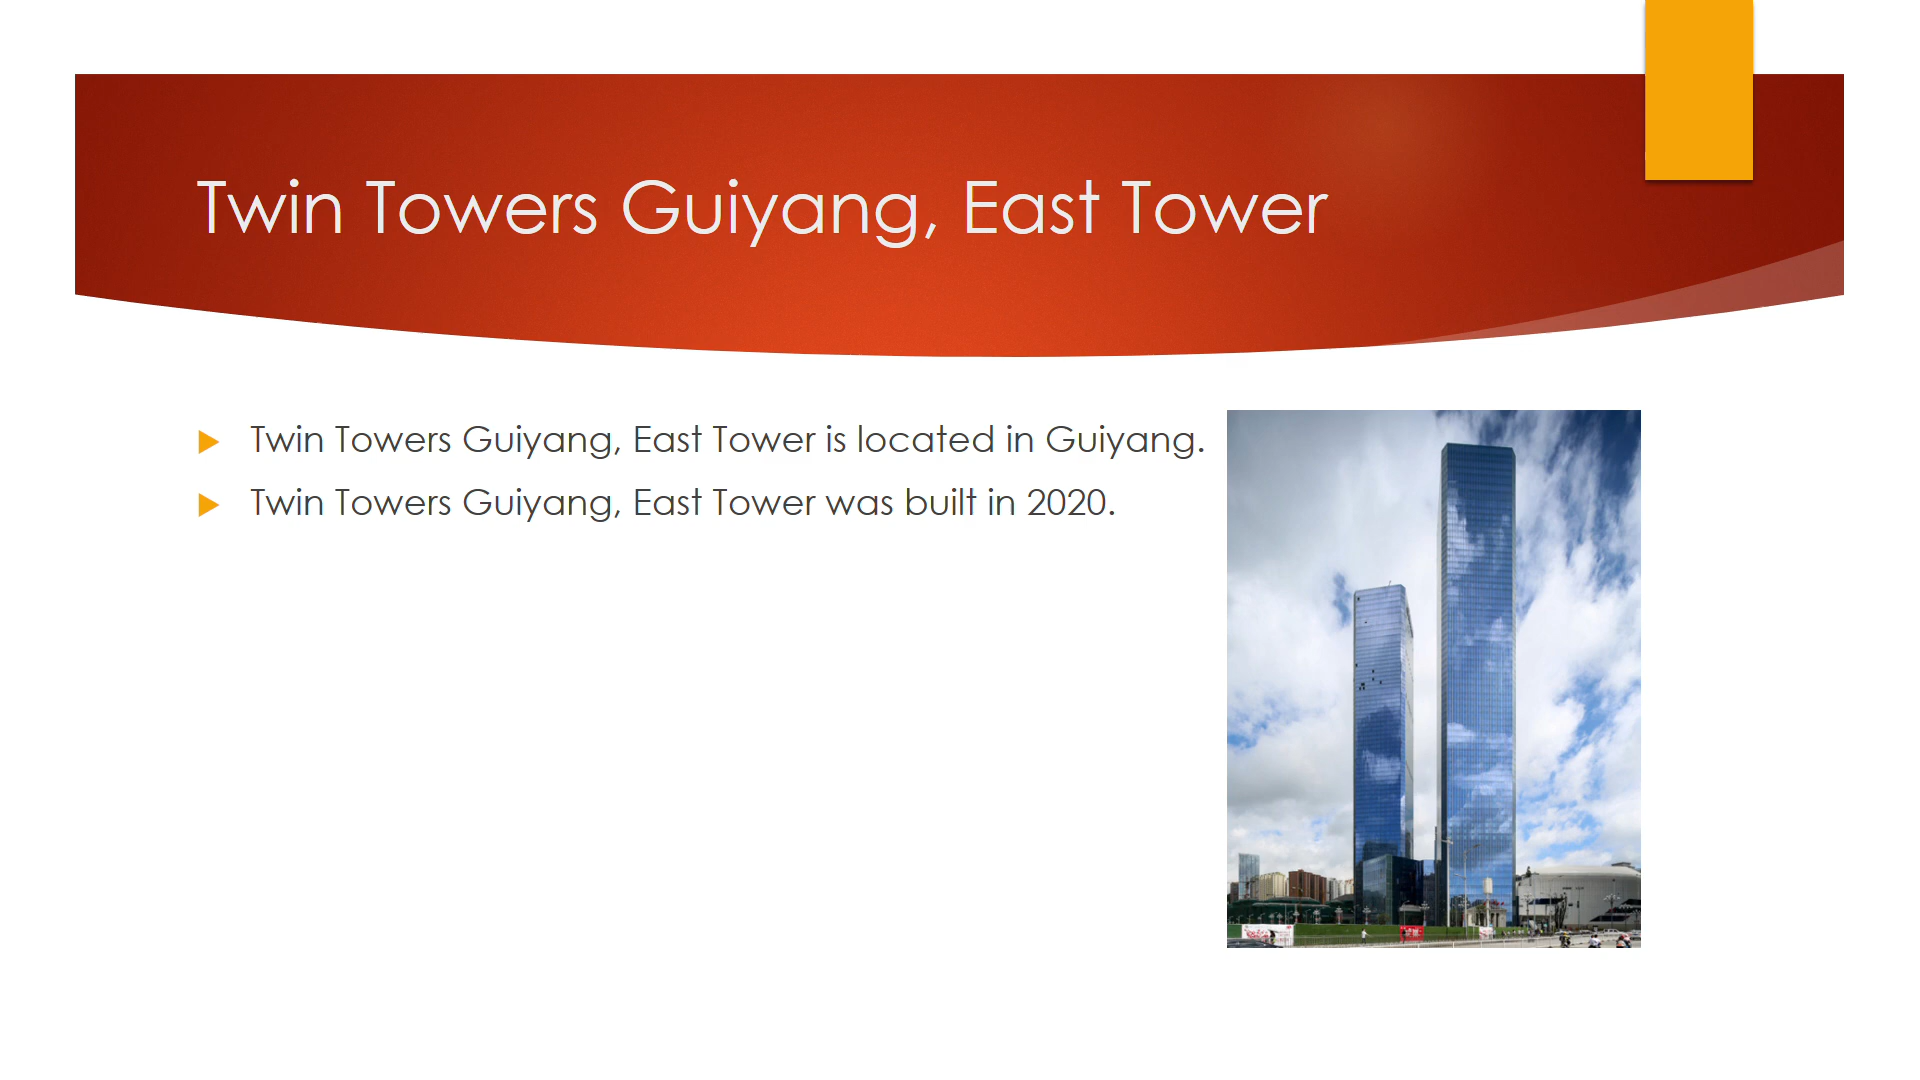 Twin Towers Guiyang, East Tower
Twin Towers Guiyang, East Tower is located in Guiyang.
Twin Towers Guiyang, East Tower was built in 2020.